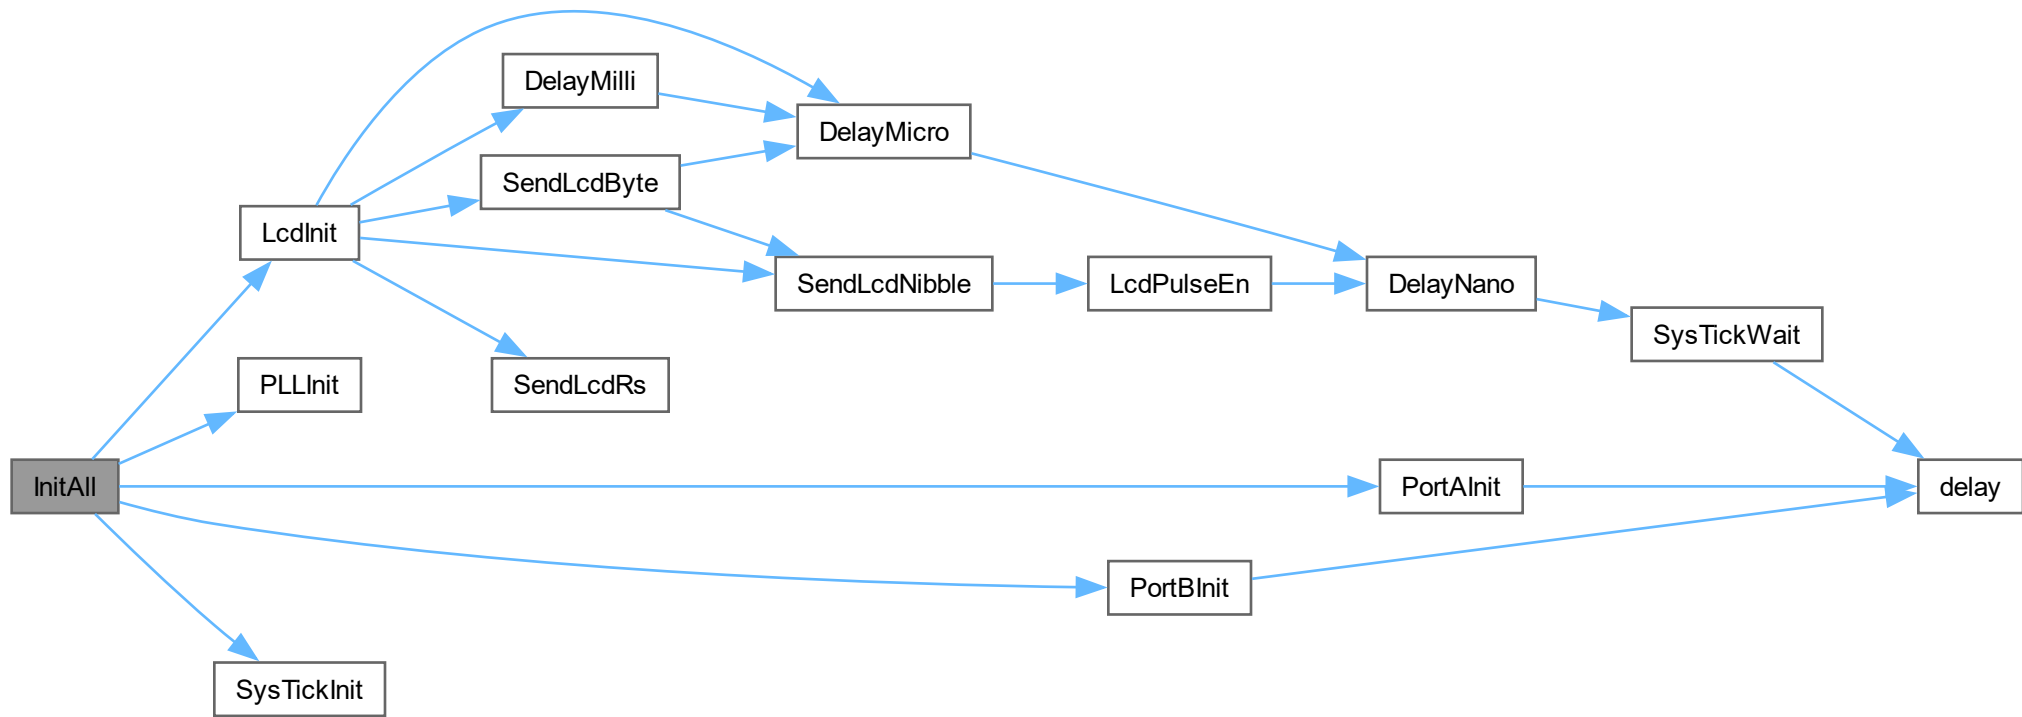 DelayMilli
DelayMicro
SendLcdByte
LcdInit
SendLcdNibble
LcdPulseEn
DelayNano
SysTickWait
PLLInit
SendLcdRs
InitAll
PortAInit
delay
PortBInit
SysTickInit